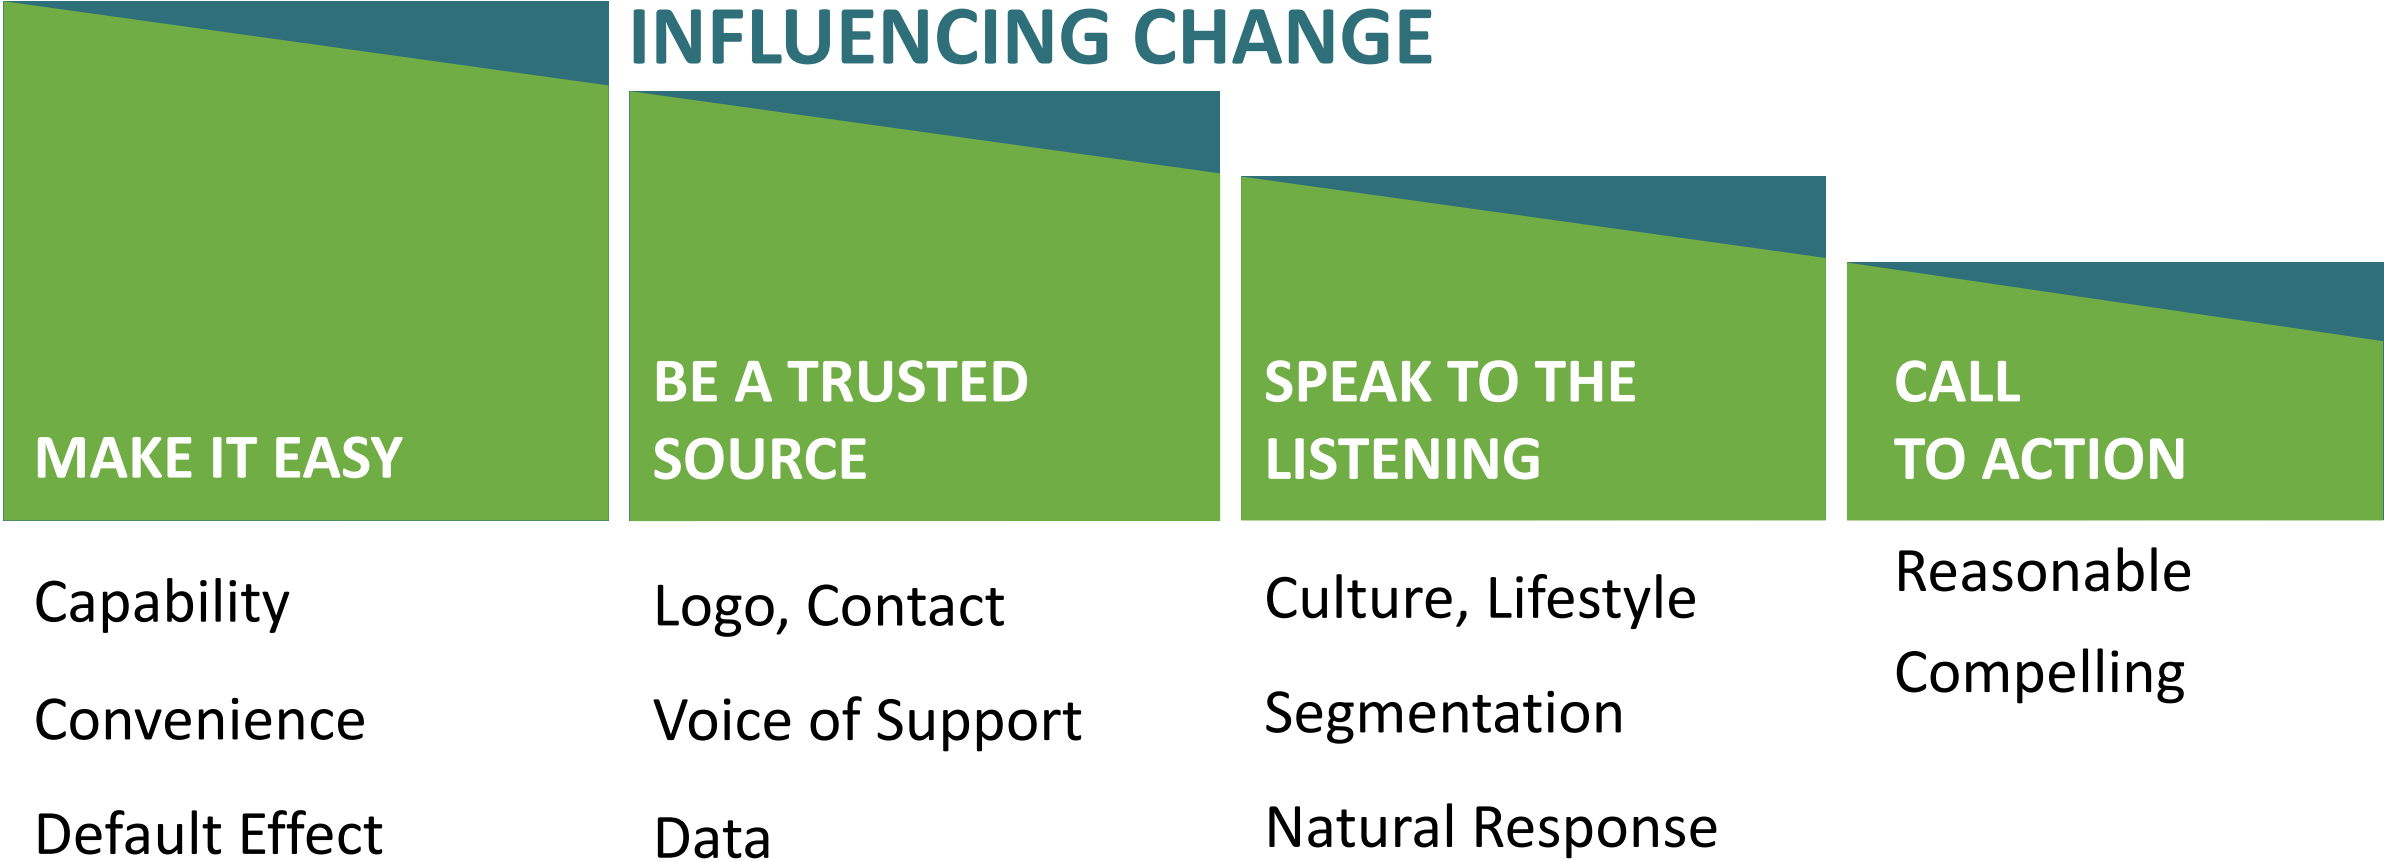 INFLUENCING CHANGE
MAKE IT EASY
Capability
Convenience
Default Effect
BE A TRUSTED
SOURCE
Logo, Contact
Voice of Support
Data
SPEAK TO THE
LISTENING
Culture, Lifestyle
Segmentation
Natural Response
CALL
TO ACTION
Reasonable
Compelling